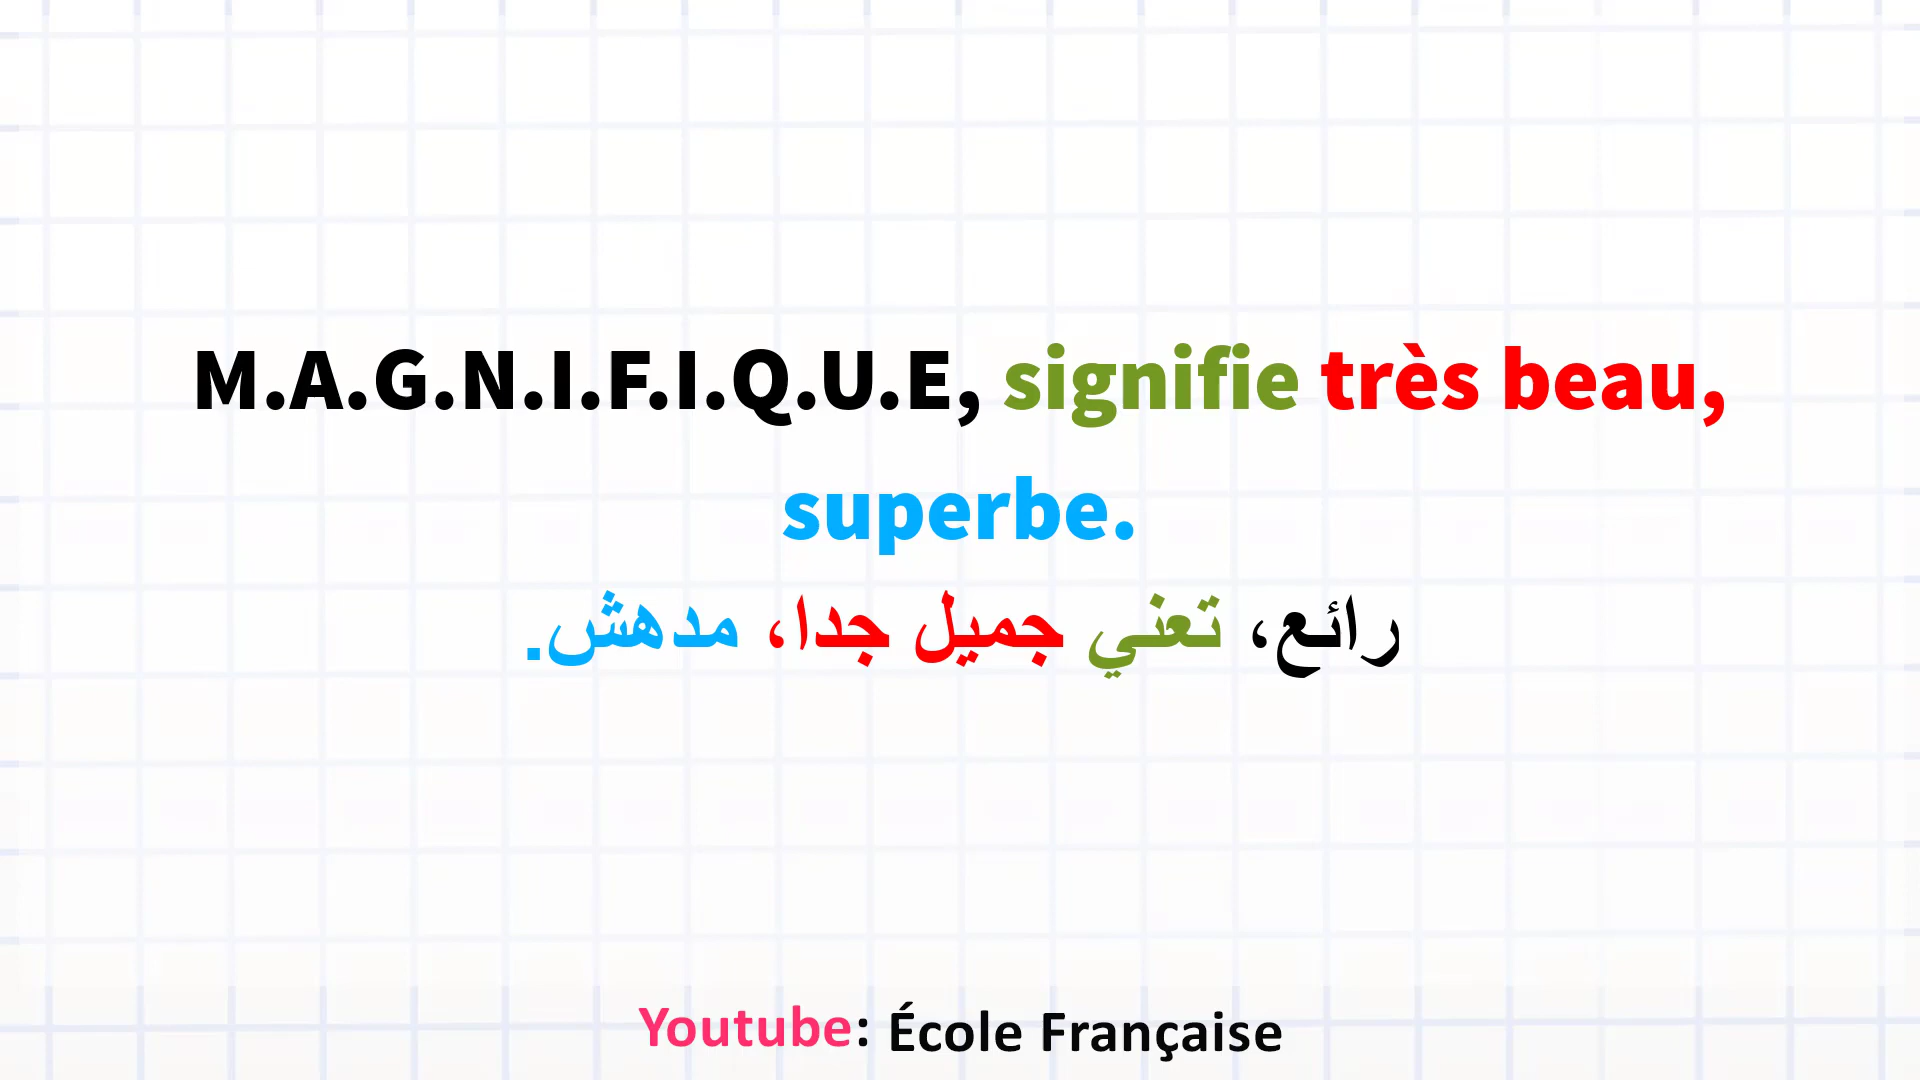 M.A.G.N.I.F.I.Q.U.E, signifie très beau,
superbe.
رائع، تعني جميل جدا، مدهش.
Youtube: École Française